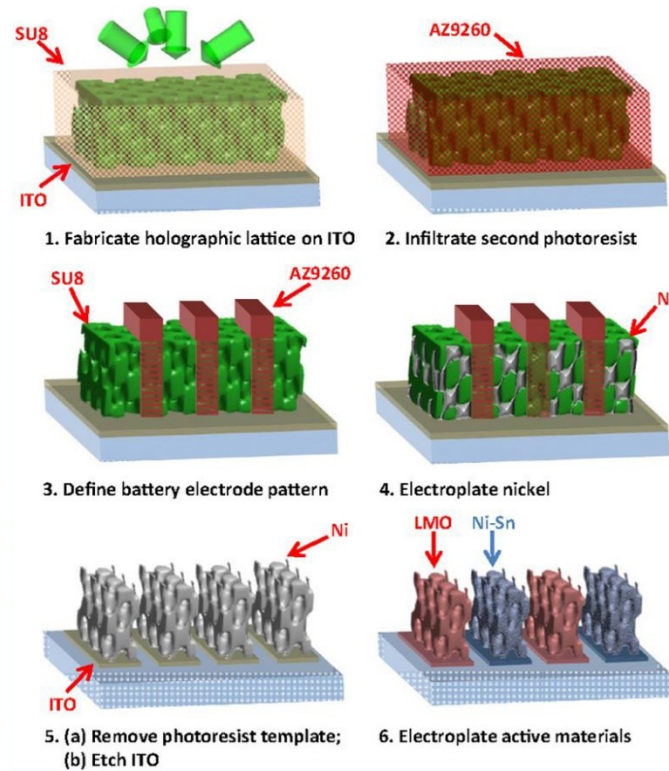 SU8
ITO
1. Fabricate holographic lattice on ITO
AZ9260
2. Infiltrate second photoresist
SU8
AZ9260
3. Define battery electrode pattern
N
4. Electroplate nickel
Ni
ITO
5. (a) Remove photoresist template;
(b) Etch ITO
LMO
Ni-Sn
6. Electroplate active materials